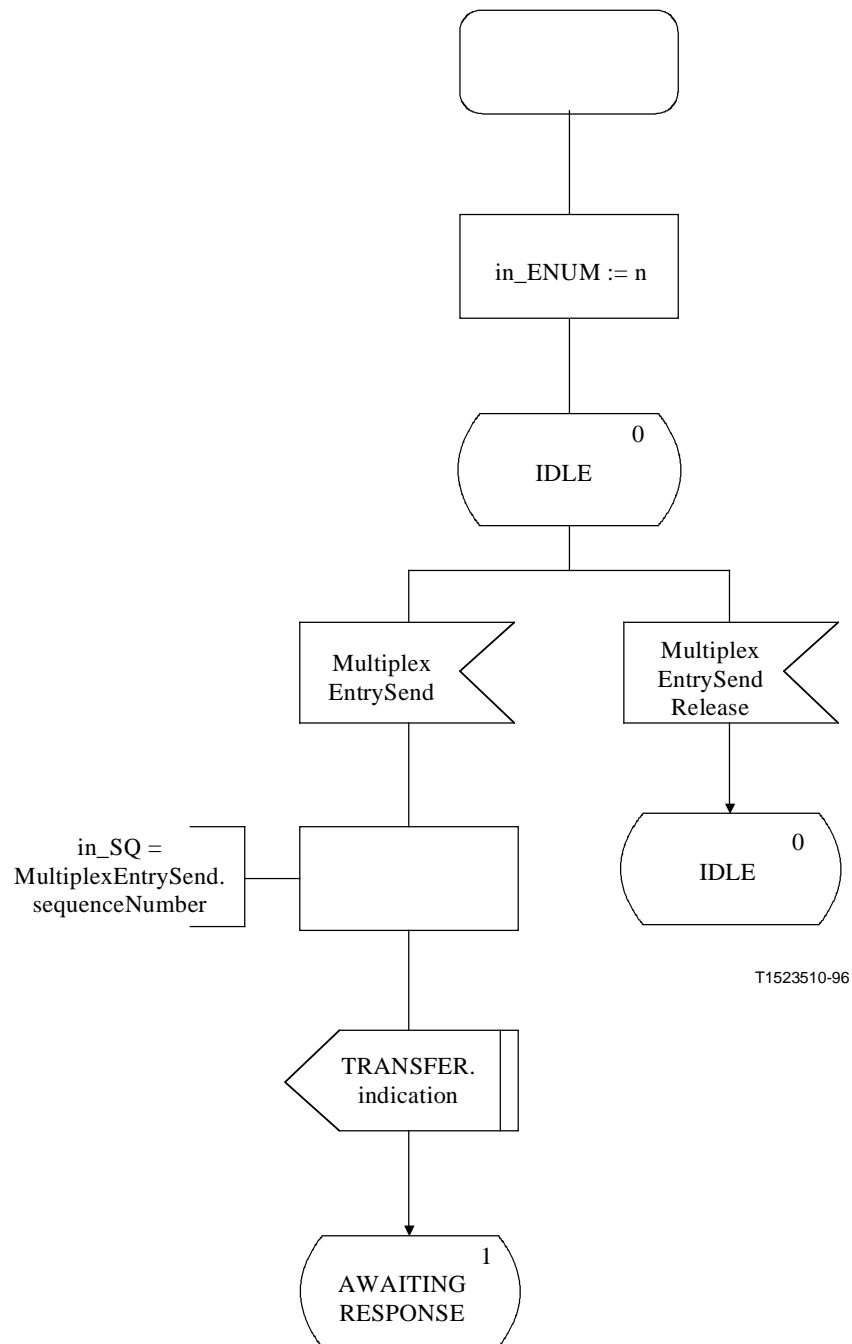 in_ENUM := n
0
IDLE
Multiplex
EntrySend
Multiplex
EntrySend
Release
in_SQ =
MultiplexEntrySend.
sequenceNumber
0
IDLE
T1523510-96
TRANSFER.
indication
1
AWAITING
RESPONSE